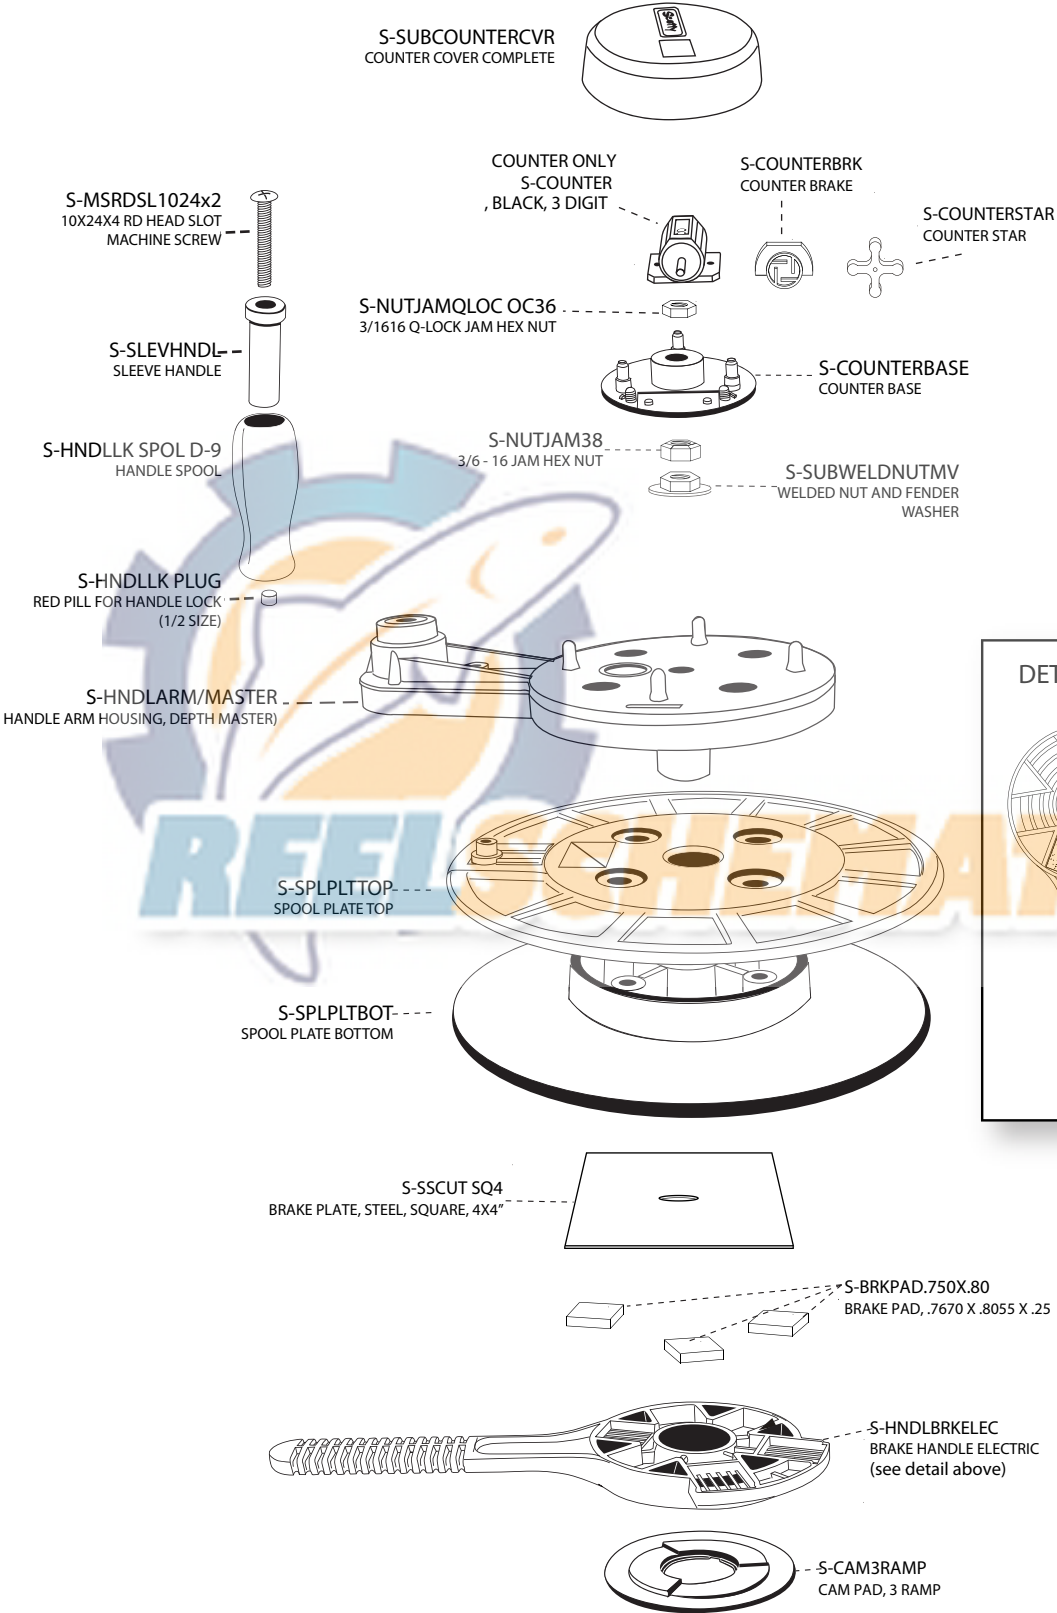 S-SUBCOUNTERCVR
COUNTER COVER COMPLETE
Scotty
COUNTER ONLY
S-COUNTER
, BLACK, 3 DIGIT
S-COUNTERBRK
COUNTER BRAKE
S-COUNTERSTAR
COUNTER STAR
S-MSRDSL1024x2
10X24X4 RD HEAD SLOT
MACHINE SCREW
S-NUTJAMQLOC OC36
3/1616 Q-LOCK JAM HEX NUT
S-SLEVHNDL
SLEEVE HANDLE
S-COUNTERBASE
COUNTER BASE
S-HNDLLK SPOL D-9
HANDLE SPOOL
S-NUTJAM38
3/6 - 16 JAM HEX NUT
S-SUBWELDNUTMV
WELDED NUT AND FENDER
WASHER
S-HNDLLK PLUG
RED PILL FOR HANDLE LOCK
(1/2 SIZE)
S-HNDLARM/MASTER
HANDLE ARM HOUSING, DEPTH MASTER)
DET
REELSCHEMA
S-SPLPLTTOP
SPOOL PLATE TOP
S-SPLPLTBOT
SPOOL PLATE BOTTOM
S-SSCUT SQ4
BRAKE PLATE, STEEL, SQUARE, 4X4”
S-BRKPAD.750X.80
BRAKE PAD, .7670 X .8055 X .25
S-HNDLBRKELEC
BRAKE HANDLE ELECTRIC
(see detail above)
S-CAM3RAMP
CAM PAD, 3 RAMP